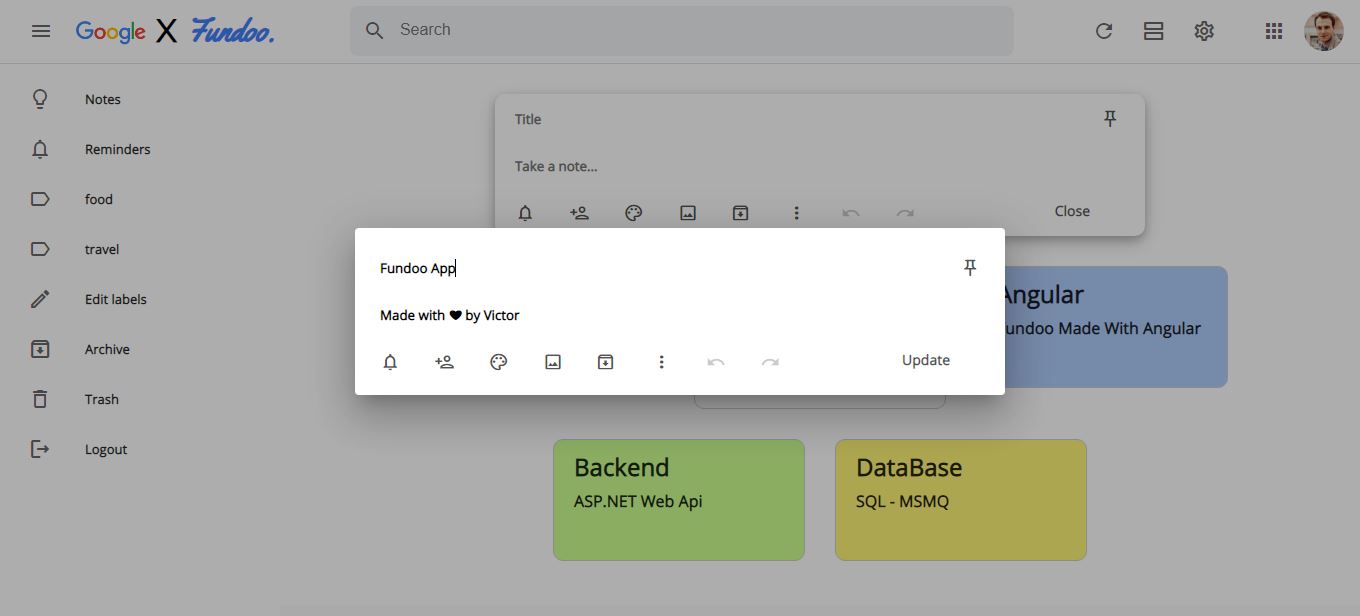 Google X Fundoo.
Search
Notes
Reminders
food
travel
Edit labels
Archive
Trash
Logout
Title
Take a note...
Close
Fundoo App
Made with ❤ by Victor
Update
Angular
undoo Made With Angular
Backend
ASP.NET Web Api
DataBase
SQL - MSMQ